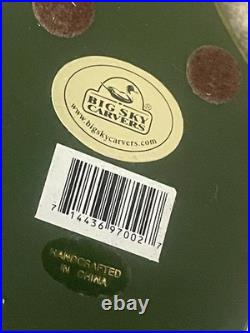 BIG SKY
CARVERS
www.bigskycarvers.com
7 14436 97002 7
HANDCRAFTED
IN CHINA